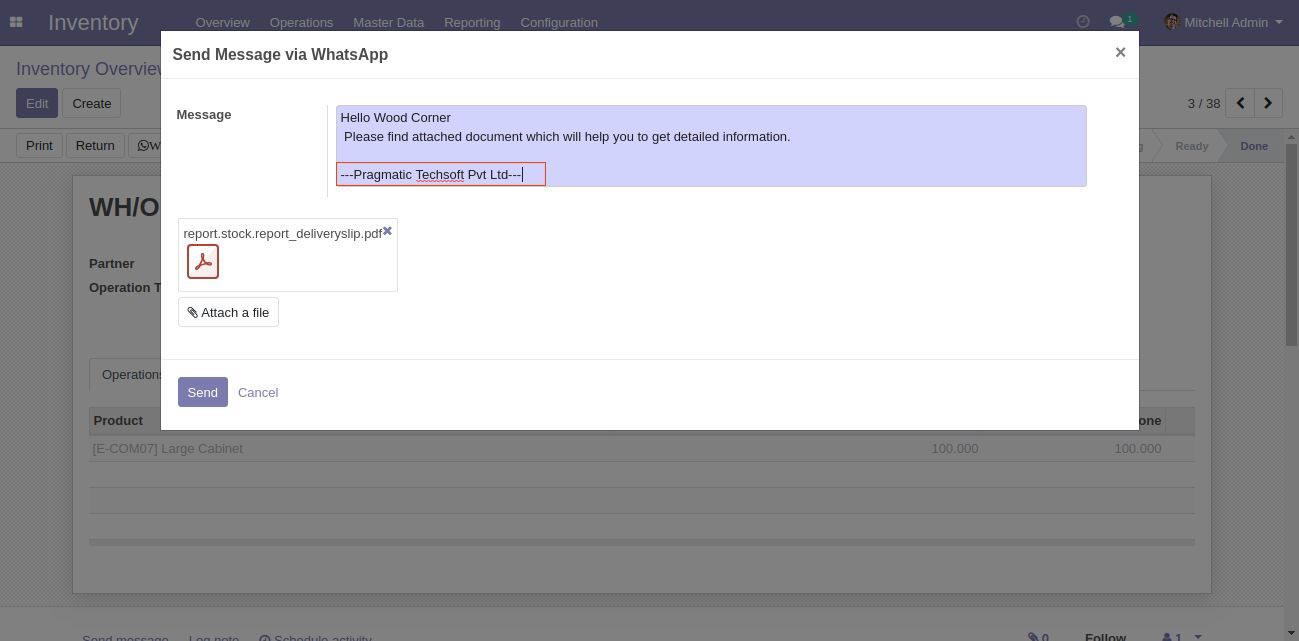 Inventory Overview Operations Master Data Reporting Configuration 1 Mitchell Admin
Send Message via WhatsApp ×
Inventory Overview
Edit Create 3 / 38
Message
Hello Wood Corner
Please find attached document which will help you to get detailed information.
---Pragmatic Techsoft Pvt Ltd---
Print Return Ready Done
WH/O
report.stock.report_deliveryslip.pdf
Partner
Operation T
Attach a file
Operations
Send Cancel
Product
[E-COM07] Large Cabinet 100.000 100.000
Send message Log note Schedule activity 0 Follow 1